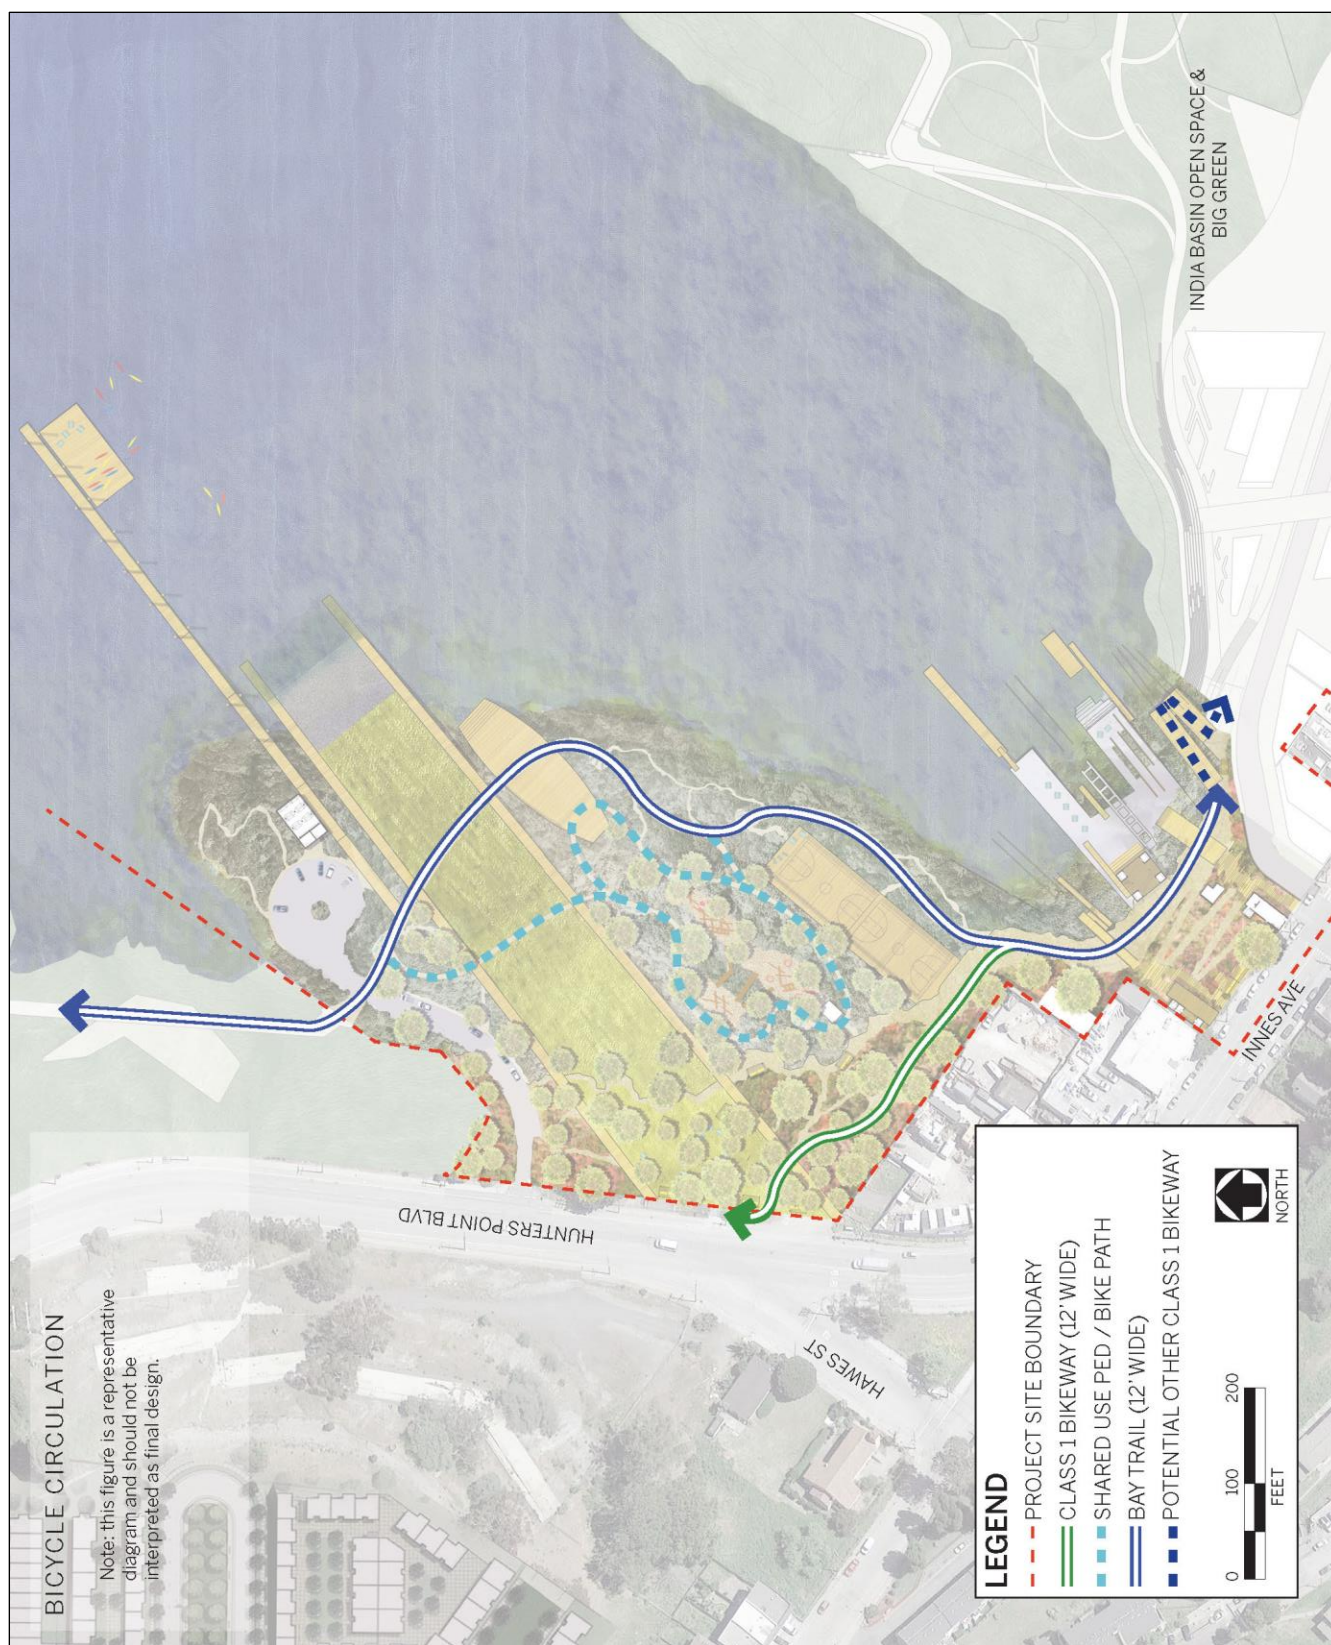 BICYCLE CIRCULATION
Note: this figure is a representative
diagram and should not be
interpreted as final design.
HUNTERS POINT BLVD
HAWES ST
INNES AVE
INDIA BASIN OPEN SPACE &
BIG GREEN
LEGEND
PROJECT SITE BOUNDARY
CLASS 1 BIKEWAY (12' WIDE)
SHARED USE PED / BIKE PATH
BAY TRAIL (12' WIDE)
POTENTIAL OTHER CLASS 1 BIKEWAY
0 100 200
FEET
NORTH